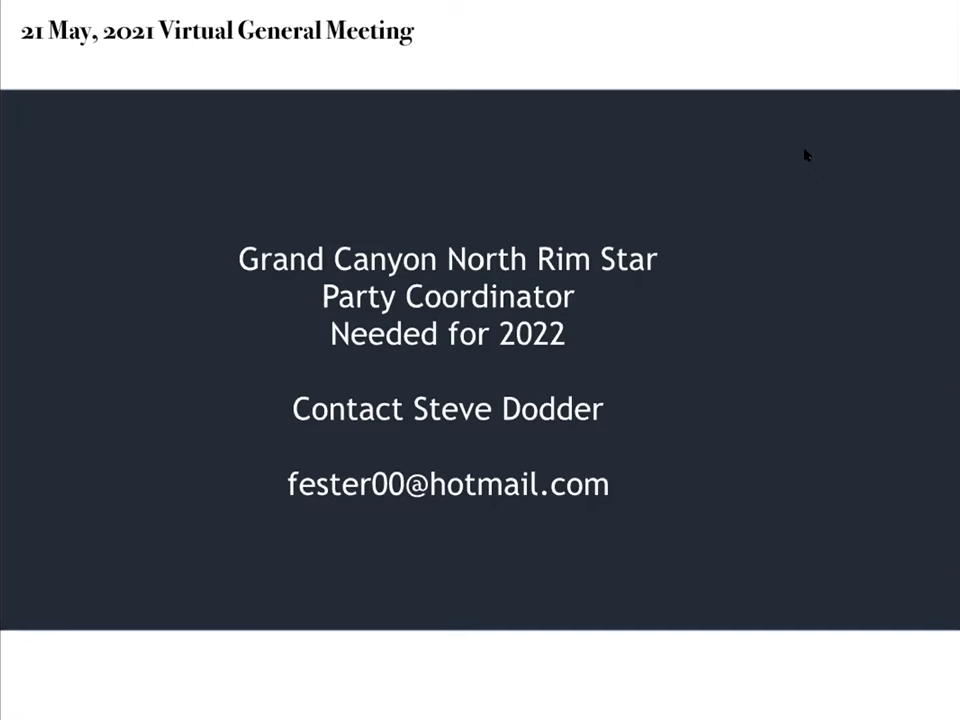 21 May, 2021 Virtual General Meeting
Grand Canyon North Rim Star
Party Coordinator
Needed for 2022
Contact Steve Dodder
fester00@hotmail.com